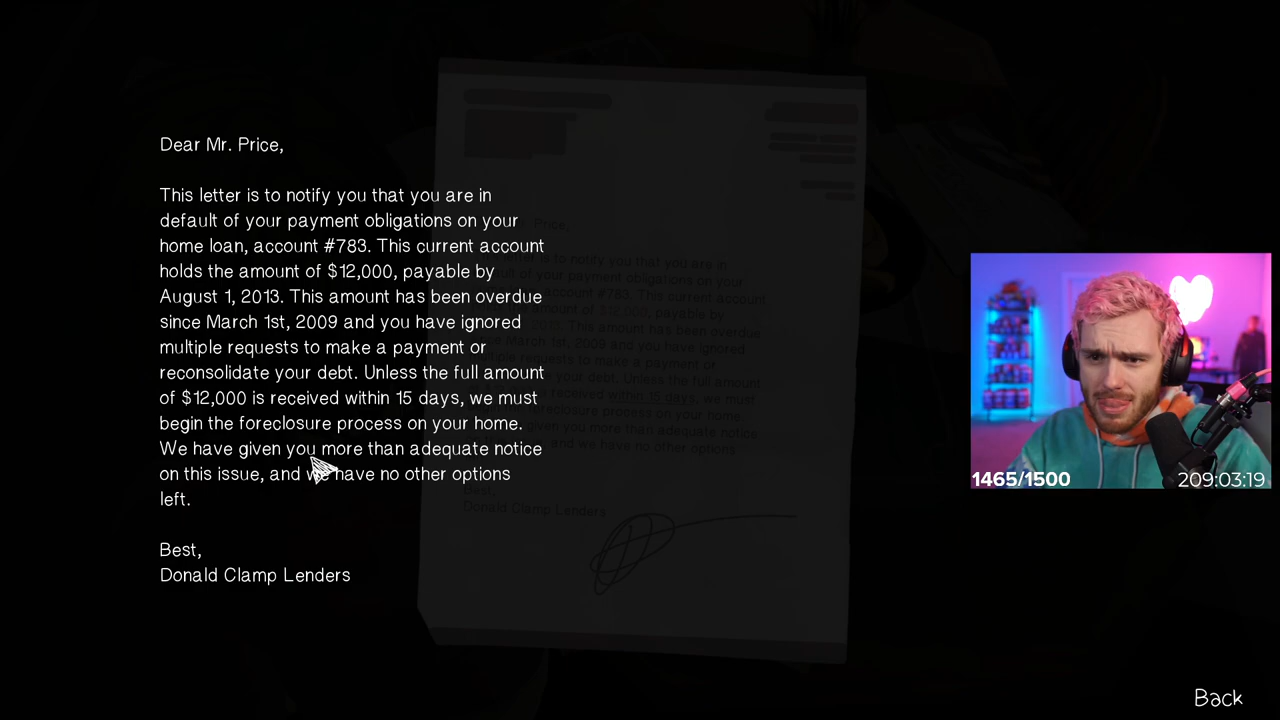 Dear Mr. Price,
This letter is to notify you that you are in
default of your payment obligations on your
home loan, account #783. This current account
holds the amount of $12,000, payable by
August 1, 2013. This amount has been overdue
since March 1st, 2009 and you have ignored
multiple requests to make a payment or
reconsolidate your debt. Unless the full amount
of $12,000 is received within 15 days, we must
begin the foreclosure process on your home.
We have given you more than adequate notice
on this issue, and we have no other options
left.
Best,
Donald Clamp Lenders
1465/1500
209:03:19
Back